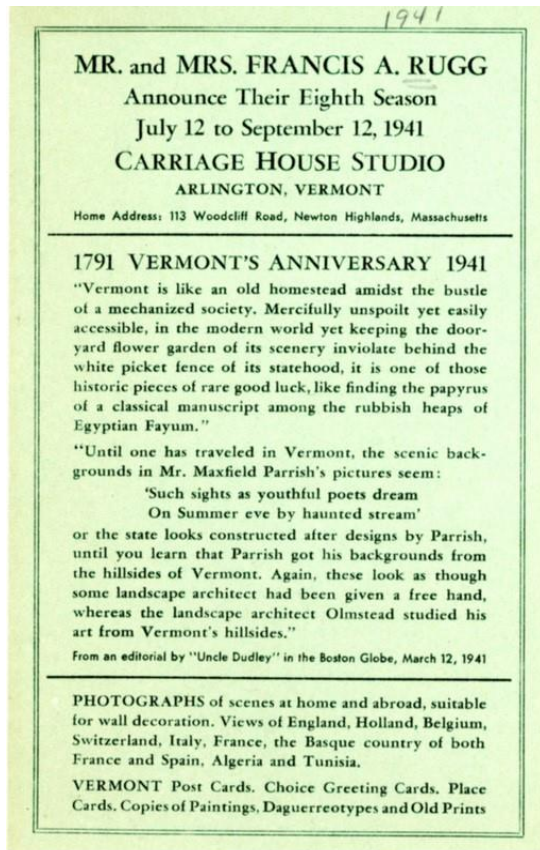 1941
MR. and MRS. FRANCIS A. RUGG
Announce Their Eighth Season
July 12 to September 12, 1941
CARRIAGE HOUSE STUDIO
ARLINGTON, VERMONT
Home Address: 113 Woodcliff Road, Newton Highlands, Massachusetts
1791 VERMONT'S ANNIVERSARY 1941
"Vermont is like an old homestead amidst the bustle
of a mechanized society. Mercifully unspoilt yet easily
accessible, in the modern world yet keeping the door-
yard flower garden of its scenery inviolate behind the
white picket fence of its statehood, it is one of those
historic pieces of rare good luck, like finding the papyrus
of a classical manuscript among the rubbish heaps of
Egyptian Fayum."
"Until one has traveled in Vermont, the scenic back-
grounds in Mr. Maxfield Parrish's pictures seem:
'Such sights as youthful poets dream
On Summer eve by haunted stream'
or the state looks constructed after designs by Parrish,
until you learn that Parrish got his backgrounds from
the hillsides of Vermont. Again, these look as though
some landscape architect had been given a free hand,
whereas the landscape architect Olmstead studied his
art from Vermont's hillsides."
From an editorial by "Uncle Dudley" in the Boston Globe, March 12, 1941
PHOTOGRAPHS of scenes at home and abroad, suitable
for wall decoration. Views of England, Holland, Belgium,
Switzerland, Italy, France, the Basque country of both
France and Spain, Algeria and Tunisia.
VERMONT Post Cards. Choice Greeting Cards. Place
Cards. Copies of Paintings, Daguerreotypes and Old Prints